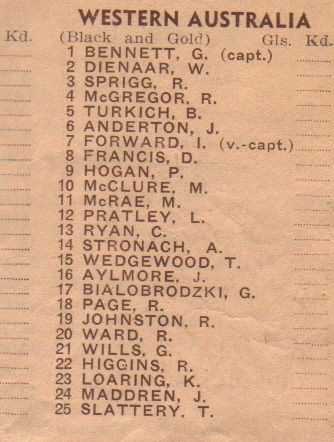 WESTERN AUSTRALIA
Kd. (Black and Gold) Gls. Kd.
1 BENNETT, G. (capt.)
2 DIENAAR, W.
3 SPRIGG, R.
4 McGREGOR, R.
5 TURKICH, B.
6 ANDERTON, J.
7 FORWARD, I. (v.-capt.)
8 FRANCIS, D.
9 HOGAN, P.
10 McCLURE, M.
11 McRAE, M.
12 PRATLEY, L.
13 RYAN, C.
14 STRONACH, A.
15 WEDGEWOOD, T.
16 AYLMORE, J.
17 BIALOBRODZKI, G.
18 PAGE, R.
19 JOHNSTON, R.
20 WARD, R.
21 WILLS, G.
22 HIGGINS, R.
23 LOARING, K.
24 MADDREN, J.
25 SLATTERY, T.